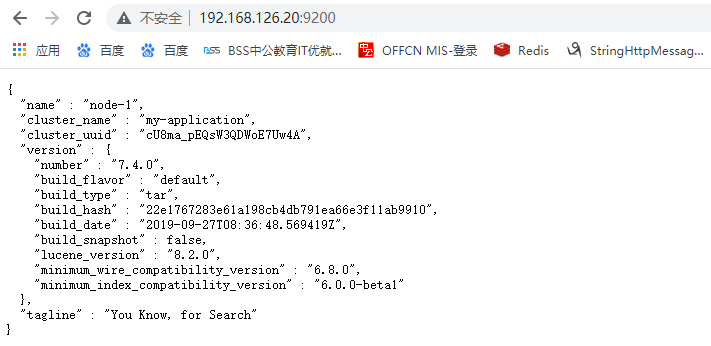 不安全 | 192.168.126.20:9200
应用 百度 百度 BSS BSS中公教育IT优就... 中公 OFFCN MIS-登录 Redis StringHttpMessag...
{
  "name" : "node-1",
  "cluster_name" : "my-application",
  "cluster_uuid" : "cU8ma_pEQsW3QDWoE7Uw4A",
  "version" : {
    "number" : "7.4.0",
    "build_flavor" : "default",
    "build_type" : "tar",
    "build_hash" : "22e1767283e61a198cb4db791ea66e3f11ab9910",
    "build_date" : "2019-09-27T08:36:48.569419Z",
    "build_snapshot" : false,
    "lucene_version" : "8.2.0",
    "minimum_wire_compatibility_version" : "6.8.0",
    "minimum_index_compatibility_version" : "6.0.0-beta1"
  },
  "tagline" : "You Know, for Search"
}